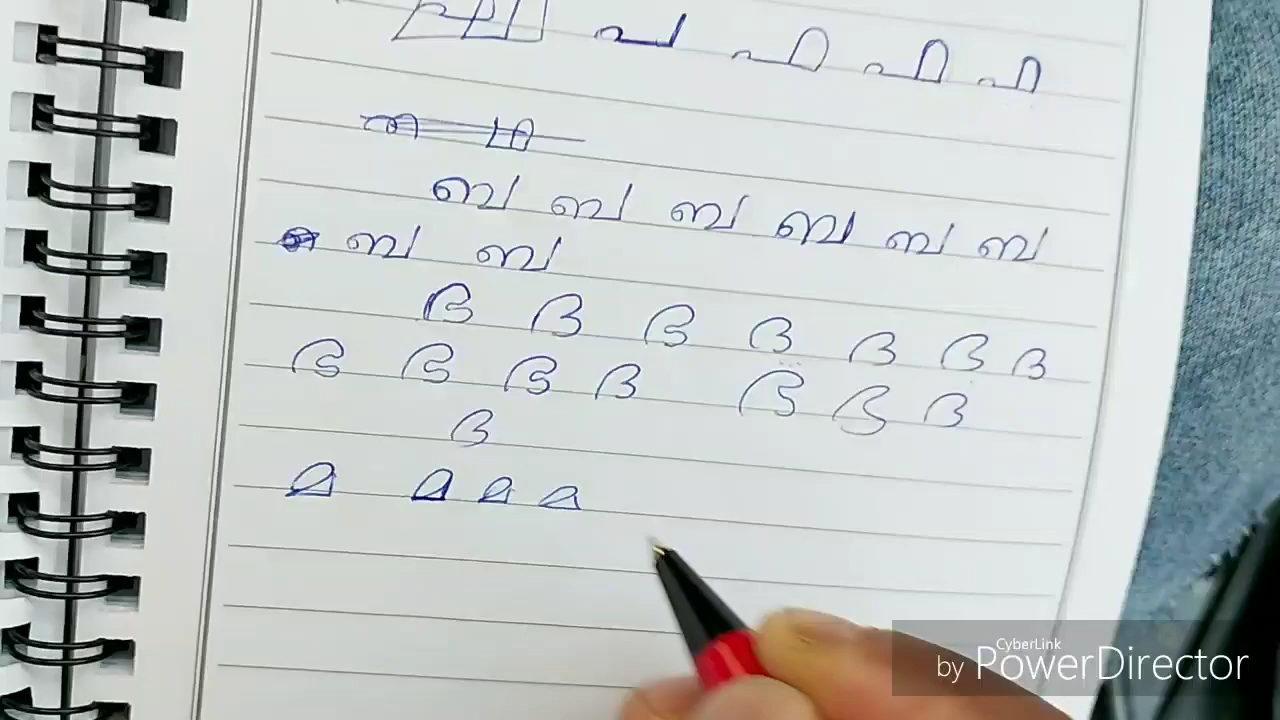 പ ഫ ഫ ഫ
ബ ബ ബ ബ ബ ബ
ബ ബ
ഭ ഭ ഭ ഭ ഭ ഭ ഭ
ഭ ഭ ഭ ഭ ഭ ഭ ഭ
ഭ
മ മ മ മ
CyberLink
by PowerDirector